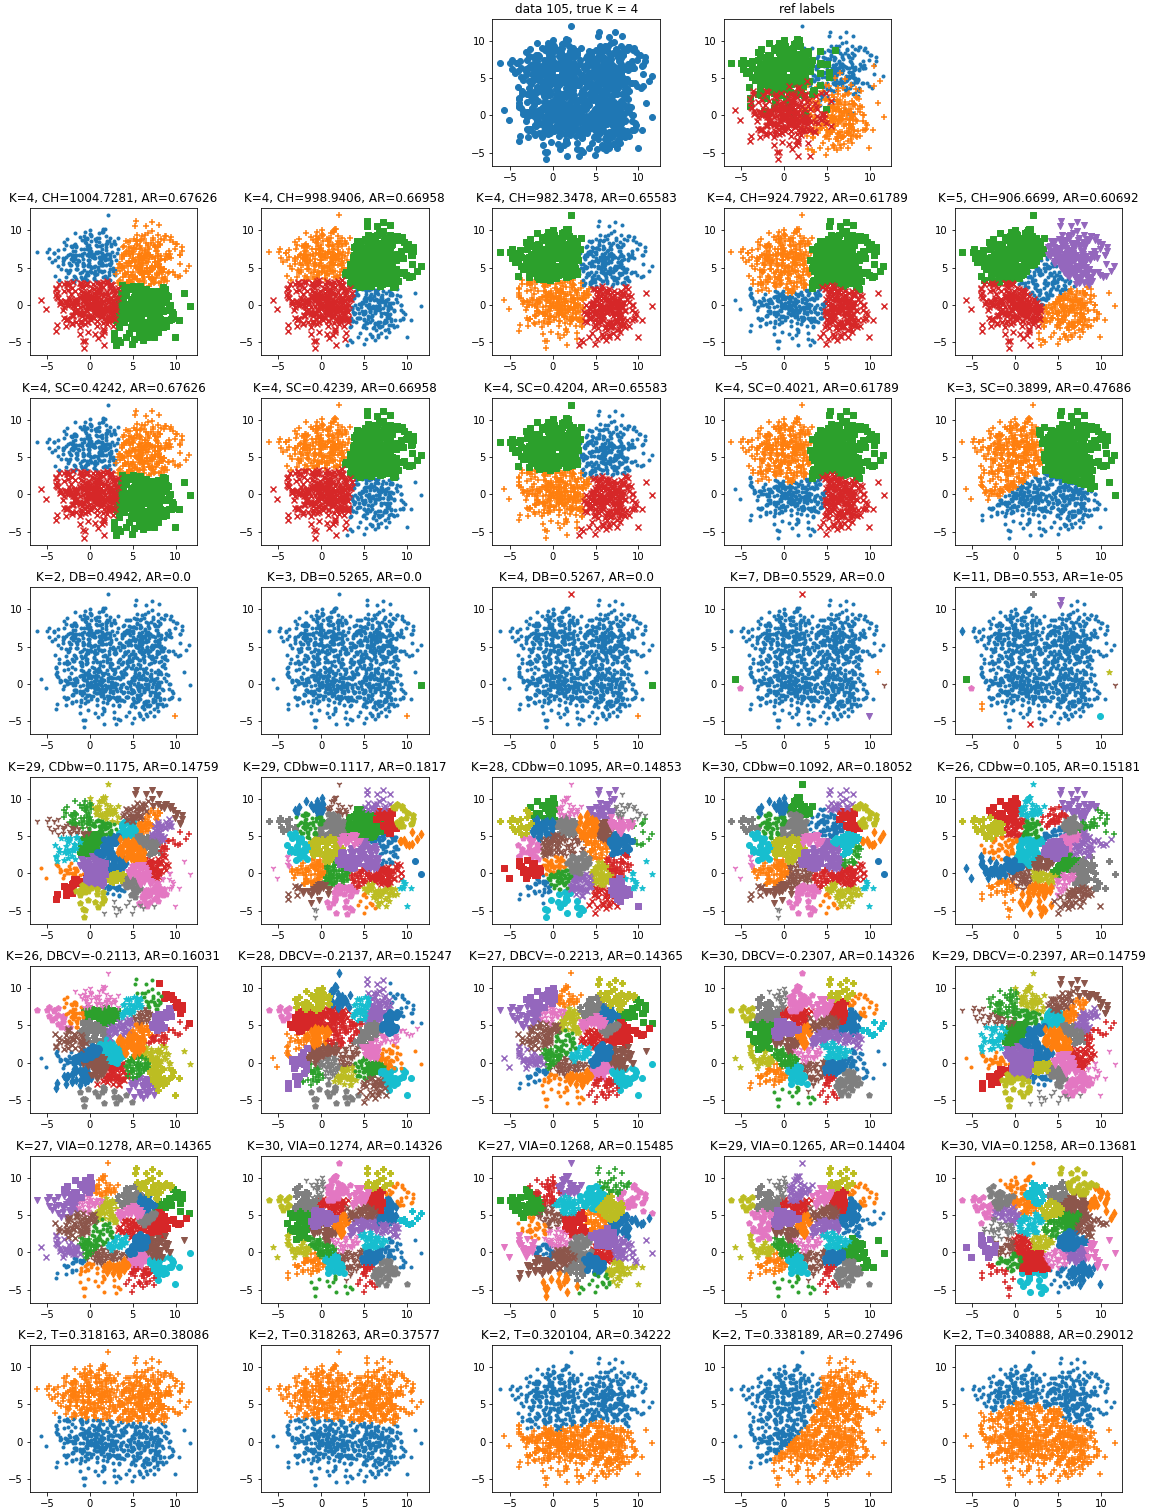 data 105, true K = 4
ref labels
K=4, CH=1004.7281, AR=0.67626
K=4, CH=998.9406, AR=0.66958
K=4, CH=982.3478, AR=0.65583
K=4, CH=924.7922, AR=0.61789
K=5, CH=906.6699, AR=0.60692
K=4, SC=0.4242, AR=0.67626
K=4, SC=0.4239, AR=0.66958
K=4, SC=0.4204, AR=0.65583
K=4, SC=0.4021, AR=0.61789
K=3, SC=0.3899, AR=0.47686
K=2, DB=0.4942, AR=0.0
K=3, DB=0.5265, AR=0.0
K=4, DB=0.5267, AR=0.0
K=7, DB=0.5529, AR=0.0
K=11, DB=0.553, AR=1e-05
K=29, CDbw=0.1175, AR=0.14759
K=29, CDbw=0.1117, AR=0.1817
K=28, CDbw=0.1095, AR=0.14853
K=30, CDbw=0.1092, AR=0.18052
K=26, CDbw=0.105, AR=0.15181
K=26, DBCV=-0.2113, AR=0.16031
K=28, DBCV=-0.2137, AR=0.15247
K=27, DBCV=-0.2213, AR=0.14365
K=30, DBCV=-0.2307, AR=0.14326
K=29, DBCV=-0.2397, AR=0.14759
K=27, VIA=0.1278, AR=0.14365
K=30, VIA=0.1274, AR=0.14326
K=27, VIA=0.1268, AR=0.15485
K=29, VIA=0.1265, AR=0.14404
K=30, VIA=0.1258, AR=0.13681
K=2, T=0.318163, AR=0.38086
K=2, T=0.318263, AR=0.37577
K=2, T=0.320104, AR=0.34222
K=2, T=0.338189, AR=0.27496
K=2, T=0.340888, AR=0.29012